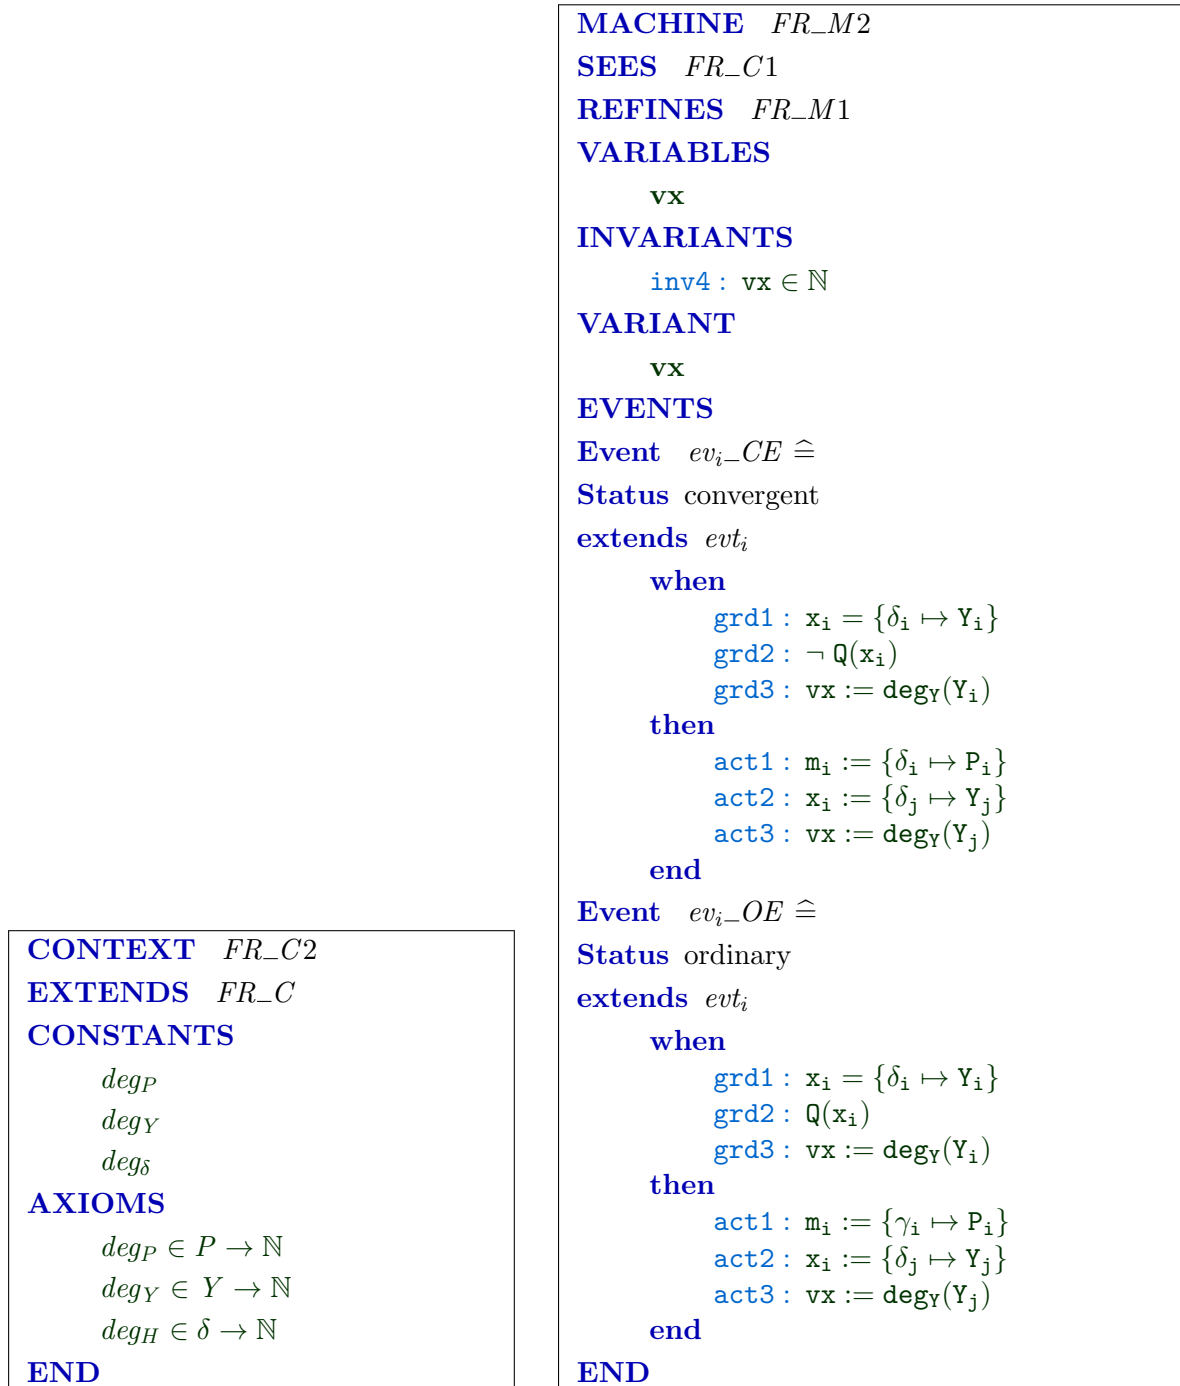 CONTEXT FR_C2
EXTENDS FR_C
CONSTANTS
deg_P
deg_Y
deg_δ
AXIOMS
deg_P ∈ P → ℕ
deg_Y ∈ Y → ℕ
deg_H ∈ δ → ℕ
END
MACHINE FR_M2
SEES FR_C1
REFINES FR_M1
VARIABLES
vx
INVARIANTS
inv4 : vx ∈ ℕ
VARIANT
vx
EVENTS
Event ev_i_CE ≙
Status convergent
extends evt_i
when
grd1 : x_i = {δ_i ↦ Y_i}
grd2 : ¬ Q(x_i)
grd3 : vx := deg_Y(Y_i)
then
act1 : m_i := {δ_i ↦ P_i}
act2 : x_i := {δ_j ↦ Y_j}
act3 : vx := deg_Y(Y_j)
end
Event ev_i_OE ≙
Status ordinary
extends evt_i
when
grd1 : x_i = {δ_i ↦ Y_i}
grd2 : Q(x_i)
grd3 : vx := deg_Y(Y_i)
then
act1 : m_i := {γ_i ↦ P_i}
act2 : x_i := {δ_j ↦ Y_j}
act3 : vx := deg_Y(Y_j)
end
END